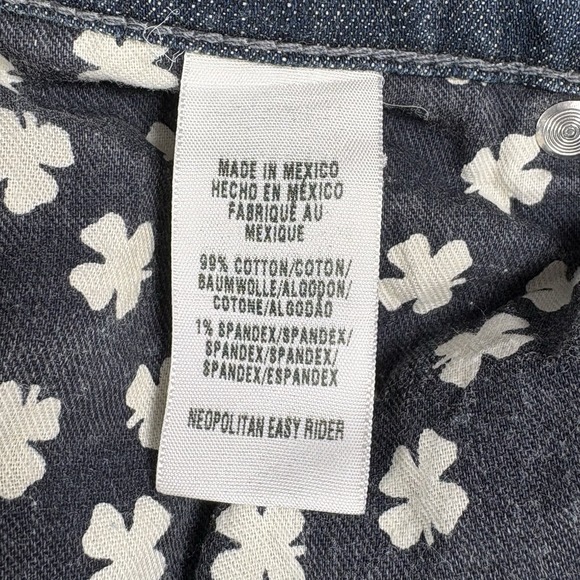 MADE IN MEXICO
HECHO EN MÉXICO
FABRIQUÉ AU
MEXIQUE
99% COTTON/COTON/
BAUMWOLLE/ALGODON/
COTONE/ALGODÃO
1% SPANDEX/SPANDEX/
SPANDEX/SPANDEX/
SPANDEX/ESPANDEX
NEOPOLITAN EASY RIDER